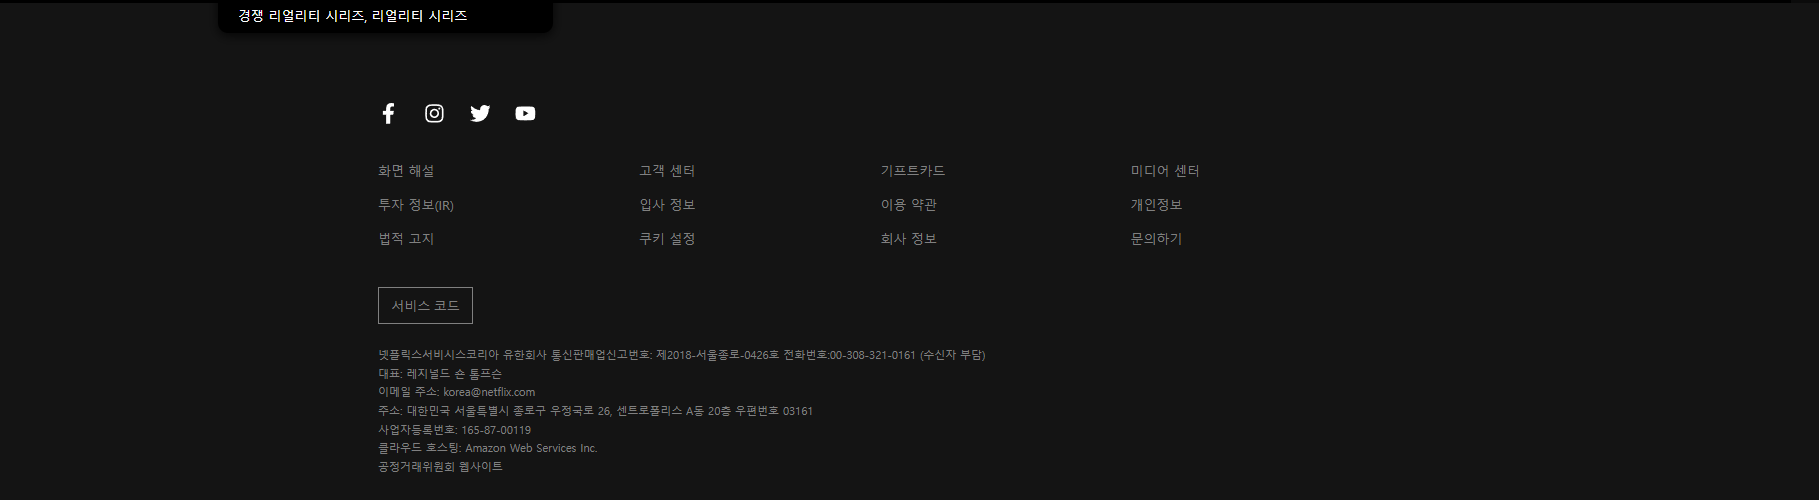 경쟁 리얼리티 시리즈, 리얼리티 시리즈
화면 해설 고객 센터 기프트카드 미디어 센터
투자 정보(IR) 입사 정보 이용 약관 개인정보
법적 고지 쿠키 설정 회사 정보 문의하기
서비스 코드
넷플릭스서비시스코리아 유한회사 통신판매업신고번호: 제2018-서울종로-0426호 전화번호:00-308-321-0161 (수신자 부담)
대표: 레지널드 숀 톰프슨
이메일 주소: korea@netflix.com
주소: 대한민국 서울특별시 종로구 우정국로 26, 센트로폴리스 A동 20층 우편번호 03161
사업자등록번호: 165-87-00119
클라우드 호스팅: Amazon Web Services Inc.
공정거래위원회 웹사이트